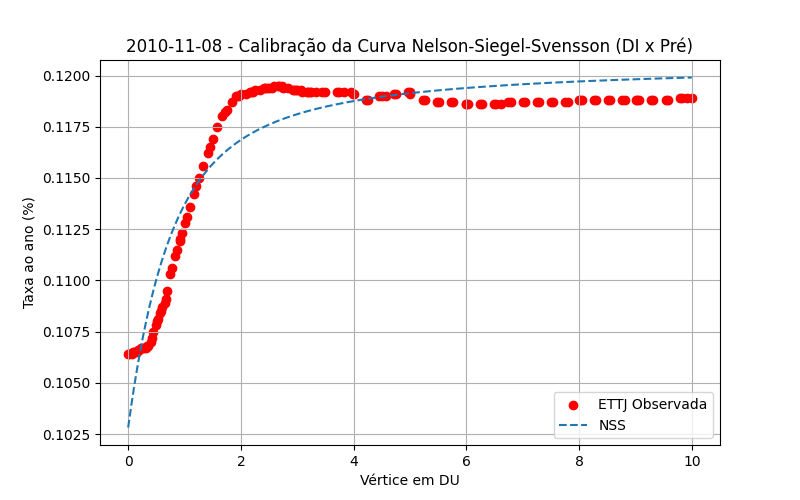 2010-11-08 - Calibração da Curva Nelson-Siegel-Svensson (DI x Pré)
Taxa ao ano (%)
0.1200
0.1175
0.1150
0.1125
0.1100
0.1075
0.1050
0.1025
0 2 4 6 8 10
Vértice em DU
ETTJ Observada
NSS